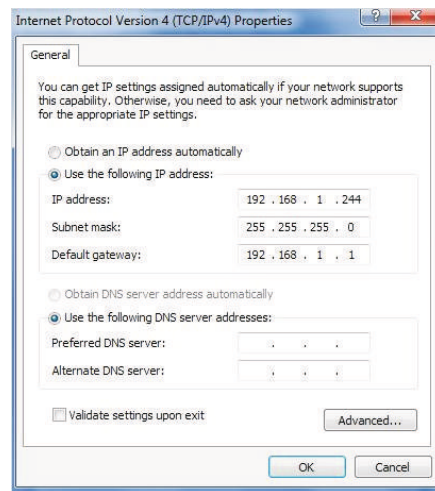 Internet Protocol Version 4 (TCP/IPv4) Properties
General
You can get IP settings assigned automatically if your network supports
this capability. Otherwise, you need to ask your network administrator
for the appropriate IP settings.
Obtain an IP address automatically
Use the following IP address:
IP address: 192 . 168 . 1 . 244
Subnet mask: 255 . 255 . 255 . 0
Default gateway: 192 . 168 . 1 . 1
Obtain DNS server address automatically
Use the following DNS server addresses:
Preferred DNS server: . . .
Alternate DNS server: . . .
Validate settings upon exit
Advanced...
OK Cancel